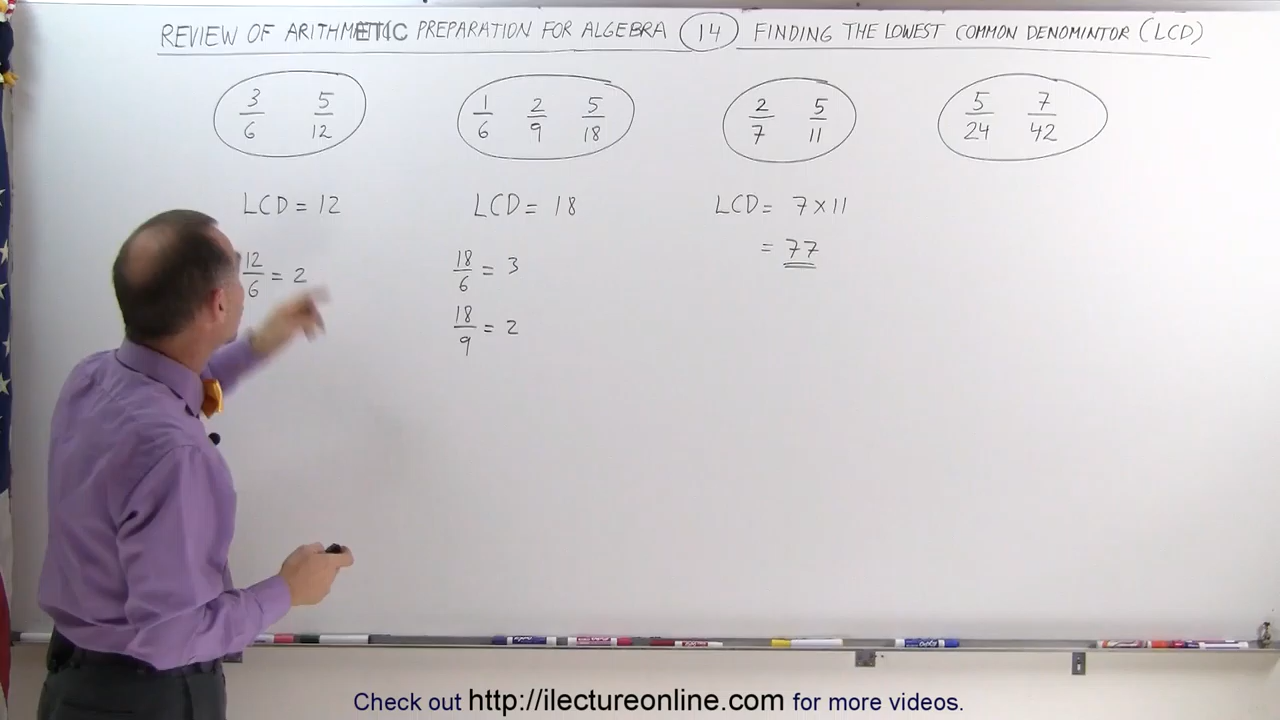 REVIEW OF ARITHMETIC PREPARATION FOR ALGEBRA 14 FINDING THE LOWEST COMMON DENOMINTOR (LCD)
3/6 5/12
1/6 2/9 5/18
2/7 5/11
5/24 7/42
LCD = 12
12/6 = 2
LCD = 18
18/6 = 3
18/9 = 2
LCD = 7×11
= 77
Check out http://ilectureonline.com for more videos.